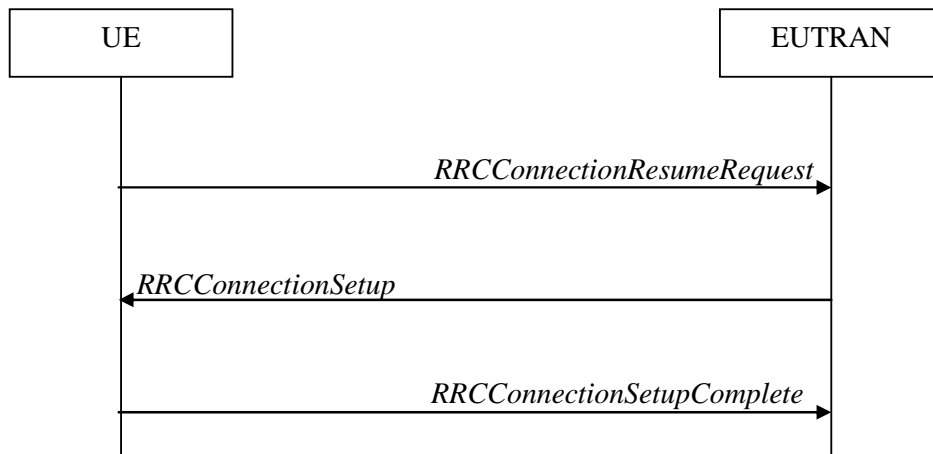 UE
EUTRAN
RRCConnectionResumeRequest
RRCConnectionSetup
RRCConnectionSetupComplete